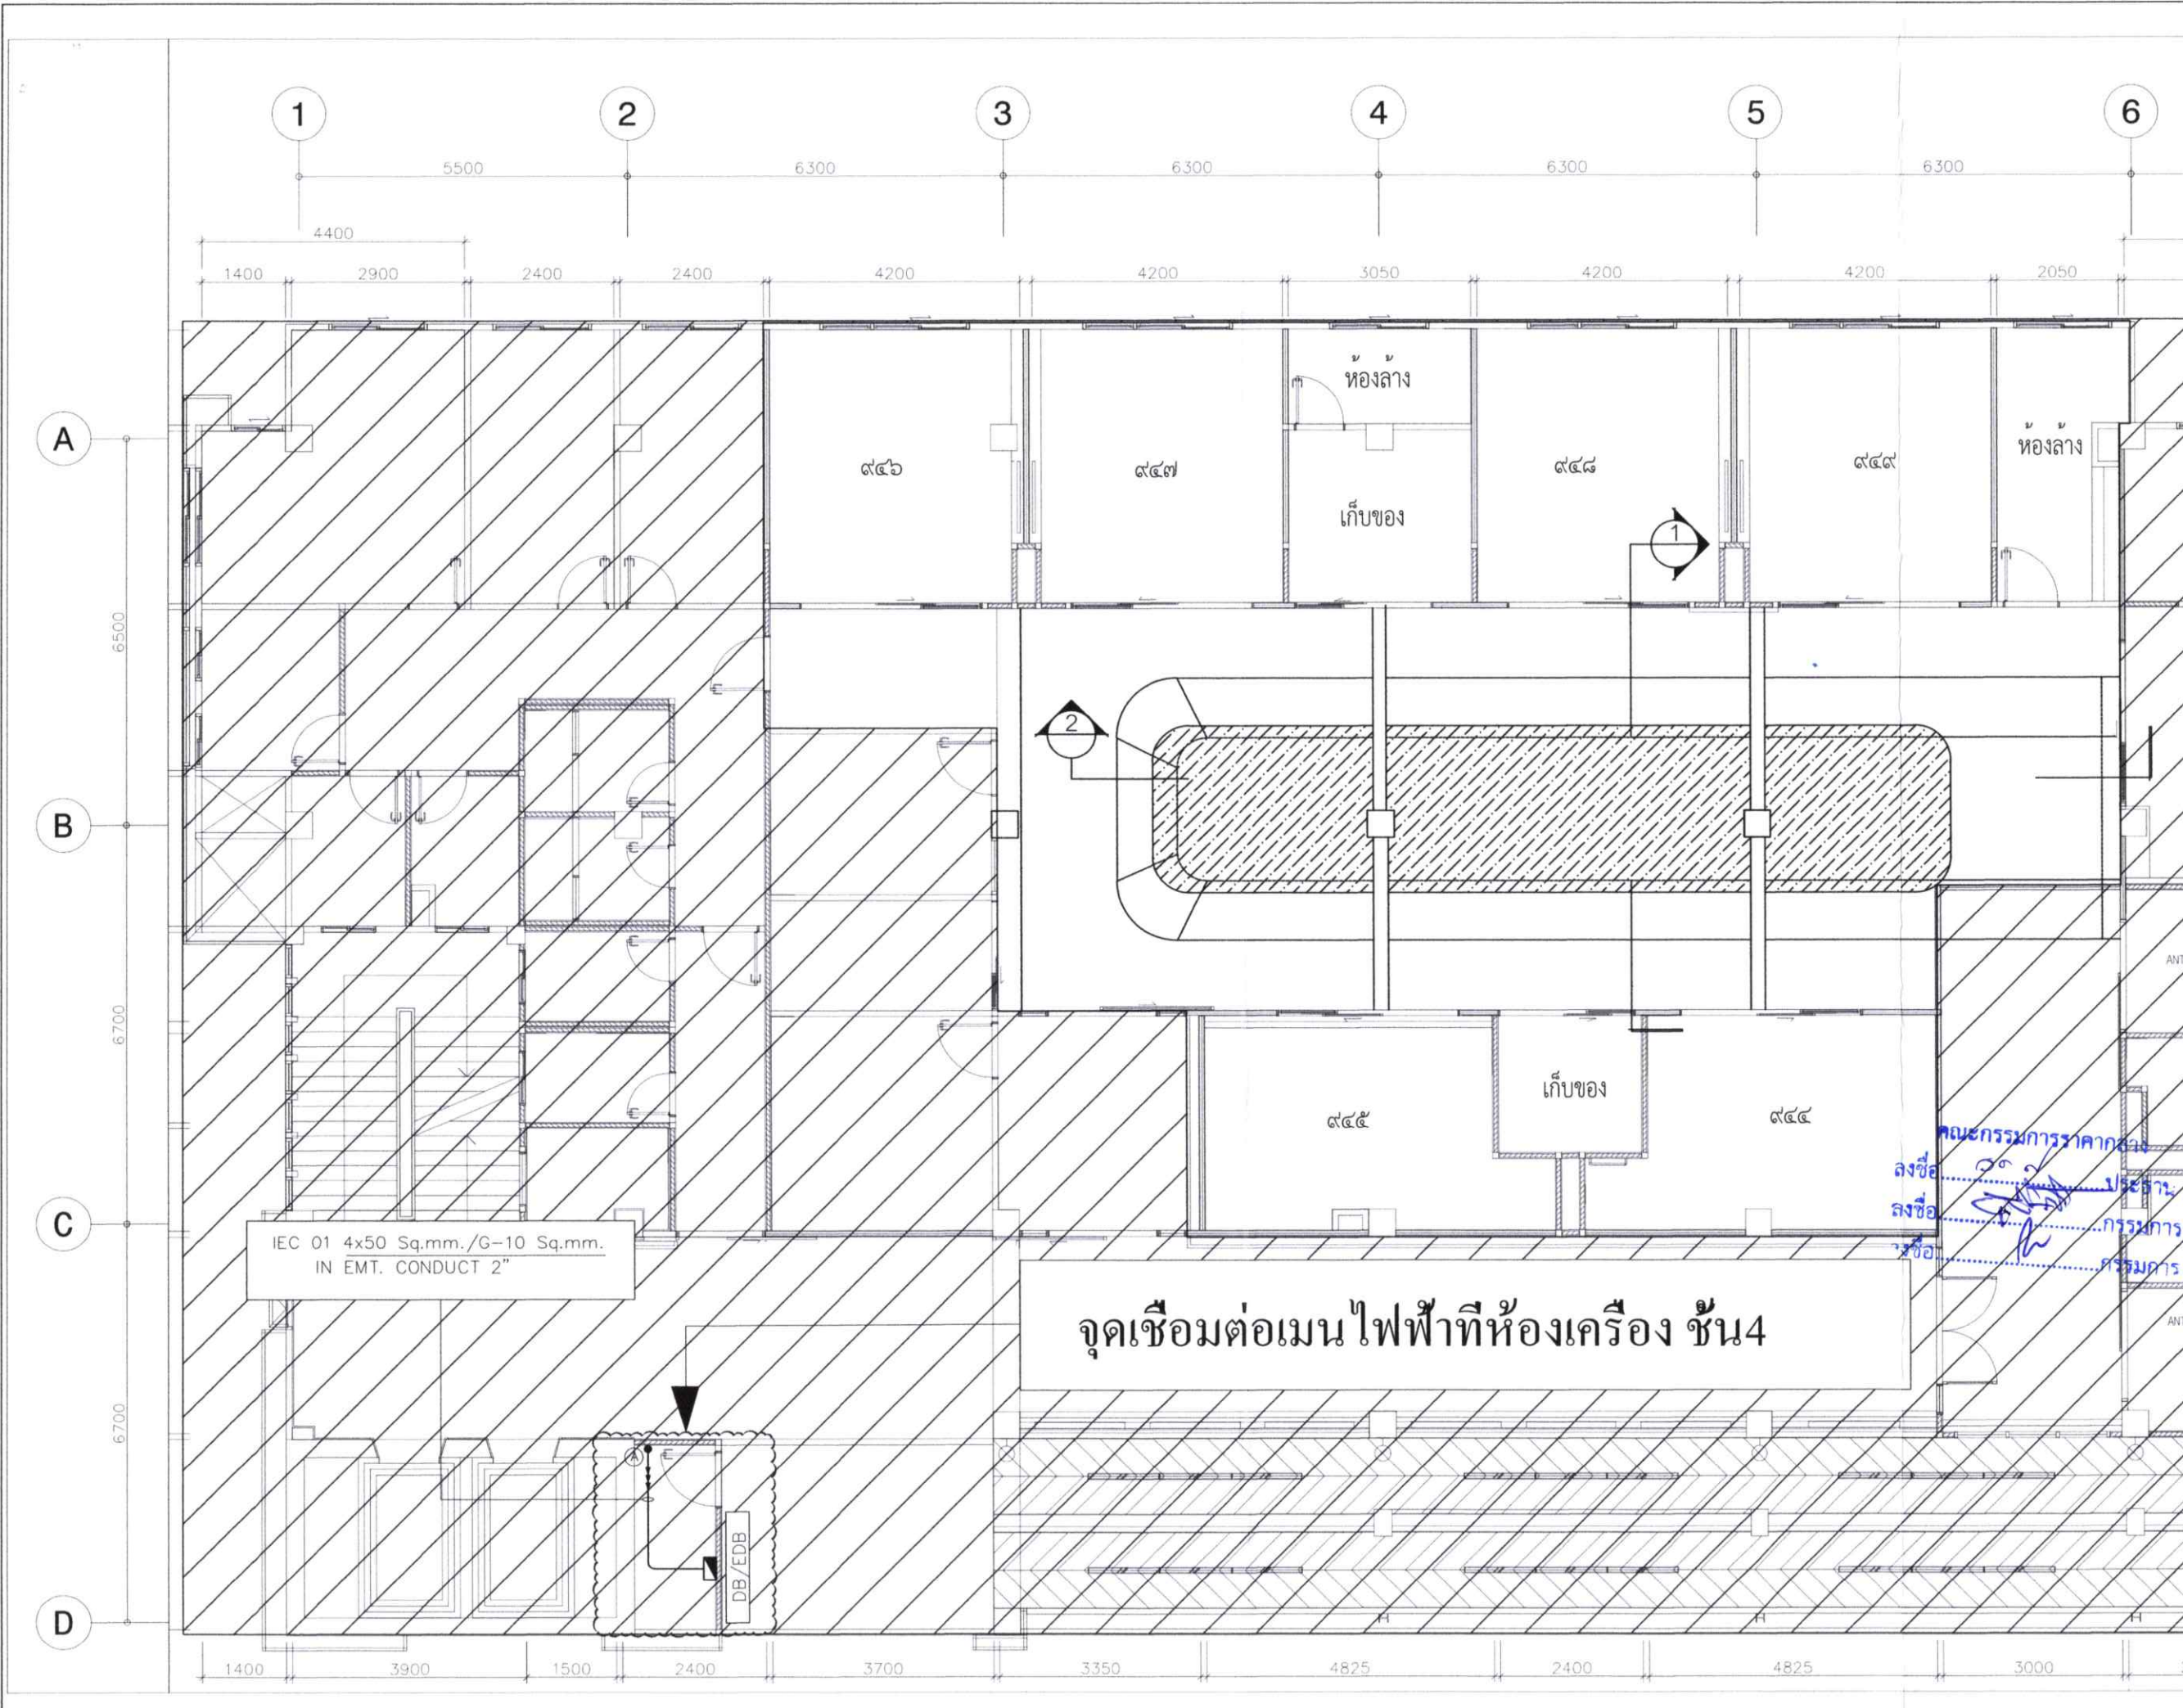 1 2 3 4 5 6
5500 6300 6300 6300 6300
4400
1400 2900 2400 2400 4200 4200 3050 4200 4200 2050
ห้องล้าง
A
ห้องล้าง
๙๔๖ ๙๔๗ ๙๔๘ ๙๔๙
เก็บของ
1
6500
2
B
ANT
6700
เก็บของ
๙๔๕ ๙๔๔
คณะกรรมการราคากลาง
ลงชื่อ ประธาน
ลงชื่อ กรรมการ
งชื่อ กรรมการ
C
IEC 01 4x50 Sq.mm./G-10 Sq.mm.
IN EMT. CONDUCT 2"
จุดเชื่อมต่อเมนไฟฟ้าที่ห้องเครื่อง ชั้น4
ANT
6700
A
DB/EDB
D
1400 3900 1500 2400 3700 3350 4825 2400 4825 3000